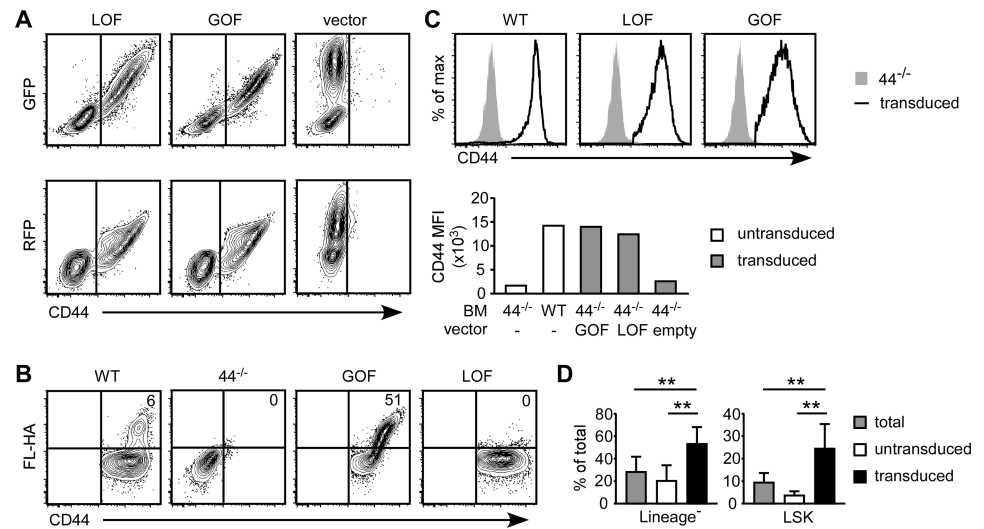 A
LOF GOF vector
GFP
RFP
CD44
C
WT LOF GOF
% of max
CD44
44-/-
transduced
CD44 MFI
(x10³)
20
15
10
5
0
BM 44-/- WT 44-/- 44-/- 44-/-
vector - - GOF LOF empty
untransduced
transduced
B
WT 44-/- GOF LOF
6 0 51 0
FL-HA
CD44
D
** **
** **
% of total
80
60
40
20
0
Lineage-
40
30
20
10
0
LSK
total
untransduced
transduced